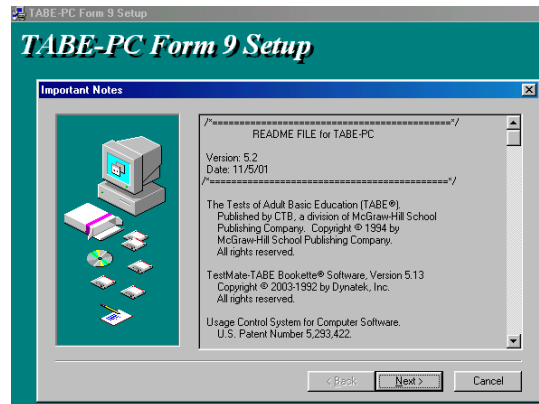 TABE-PC Form 9 Setup
TABE-PC Form 9 Setup
Important Notes
/*==============================================*/
README FILE for TABE-PC
Version: 5.2
Date: 11/5/01
/*==============================================*/
The Tests of Adult Basic Education (TABE®).
Published by CTB, a division of McGraw-Hill School
Publishing Company. Copyright © 1994 by
McGraw-Hill School Publishing Company.
All rights reserved.
TestMate-TABE Bookette® Software, Version 5.13
Copyright © 2003-1992 by Dynatek, Inc.
All rights reserved.
Usage Control System for Computer Software.
U.S. Patent Number 5,293,422.
< Back
Next >
Cancel